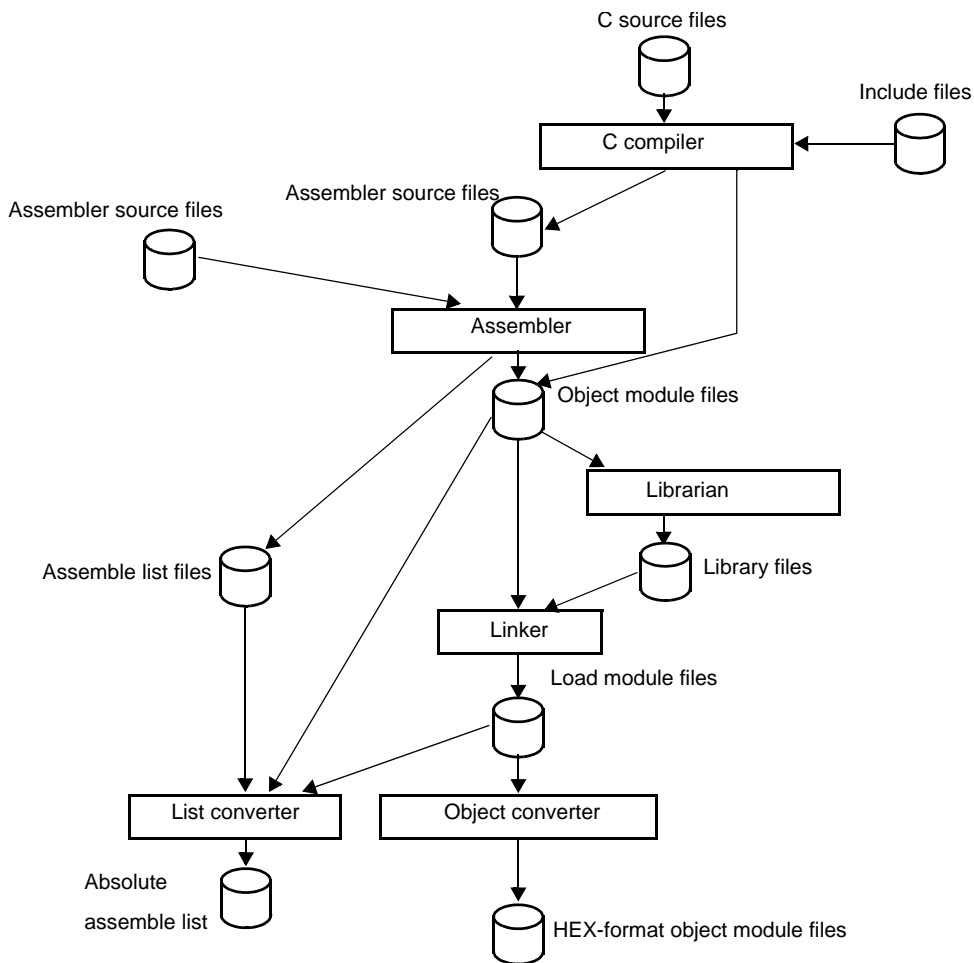 C source files
Include files
C compiler
Assembler source files
Assembler source files
Assembler
Object module files
Librarian
Assemble list files
Library files
Linker
Load module files
List converter
Object converter
Absolute
assemble list
HEX-format object module files